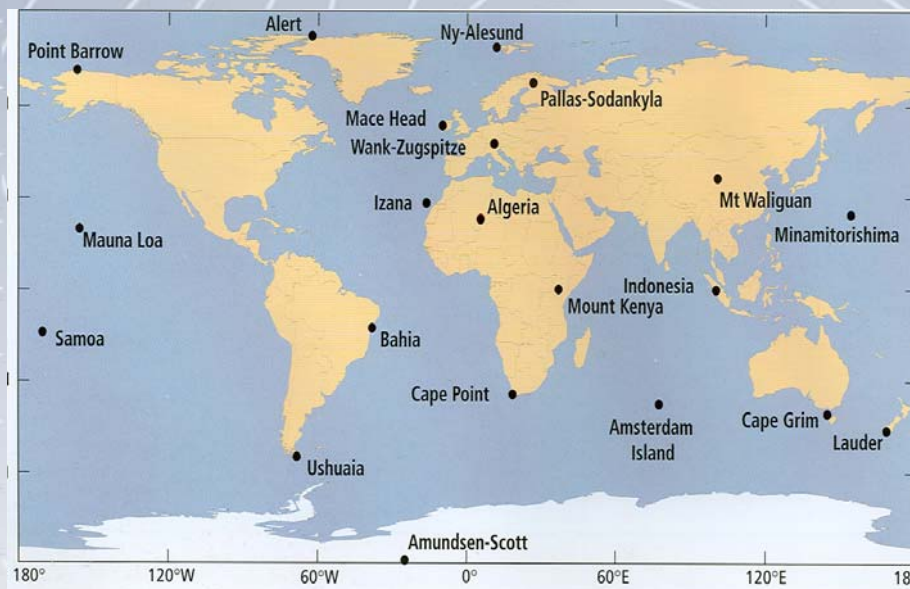 Alert
Ny-Alesund
Point Barrow
Pallas-Sodankyla
Mace Head
Wank-Zugspitze
Mt Waliguan
Izana
Algeria
Minamitorishima
Mauna Loa
Indonesia
Mount Kenya
Samoa
Bahia
Cape Point
Amsterdam
Island
Cape Grim
Lauder
Ushuaia
Amundsen-Scott
180° 120°W 60°W 0° 60°E 120°E 18